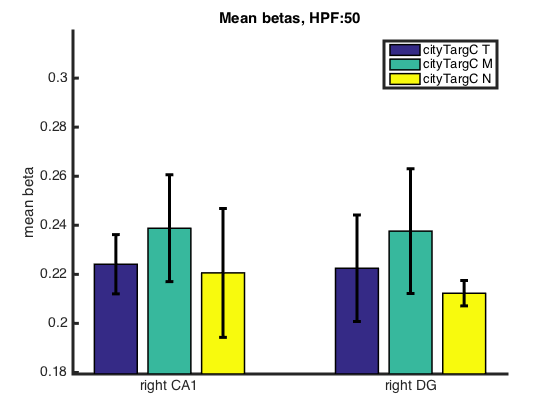 Mean betas, HPF:50
cityTargC T
cityTargC M
cityTargC N
mean beta
0.3
0.28
0.26
0.24
0.22
0.2
0.18
right CA1
right DG